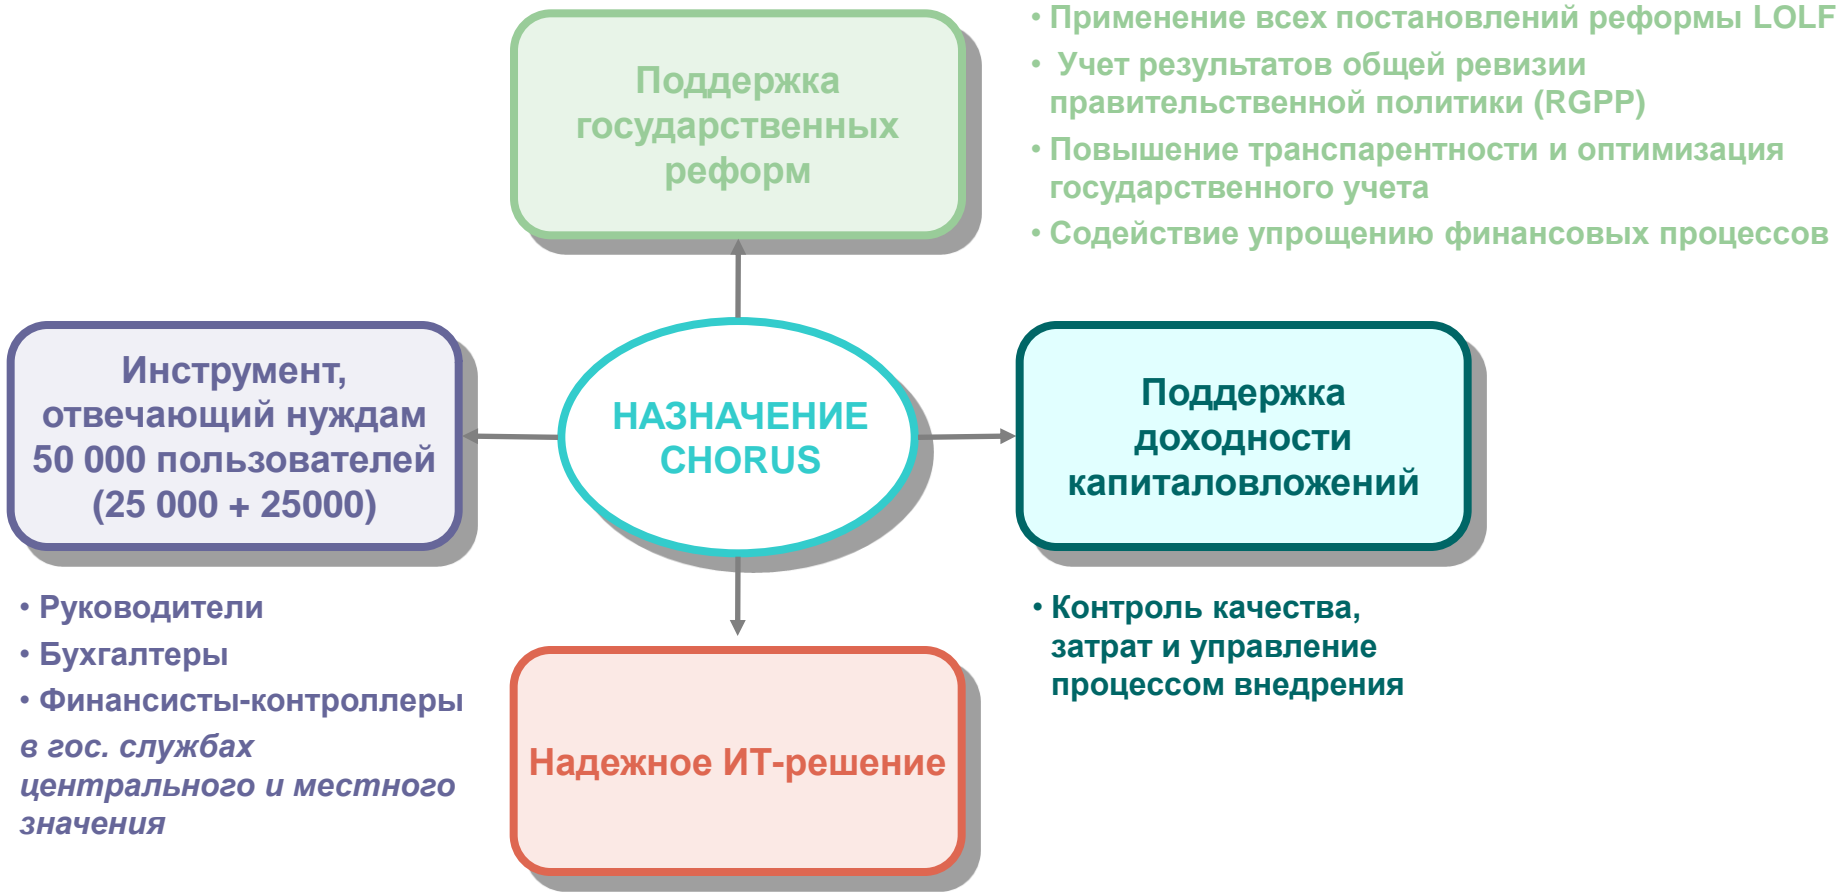 Поддержка
государственных
реформ
• Применение всех постановлений реформы LOLF
• Учет результатов общей ревизии
правительственной политики (RGPP)
• Повышение транспарентности и оптимизация
государственного учета
• Содействие упрощению финансовых процессов
Инструмент,
отвечающий нуждам
50 000 пользователей
(25 000 + 25000)
НАЗНАЧЕНИЕ
CHORUS
Поддержка
доходности
капиталовложений
• Руководители
• Бухгалтеры
• Финансисты-контроллеры
в гос. службах
центрального и местного
значения
• Контроль качества,
затрат и управление
процессом внедрения
Надежное ИТ-решение